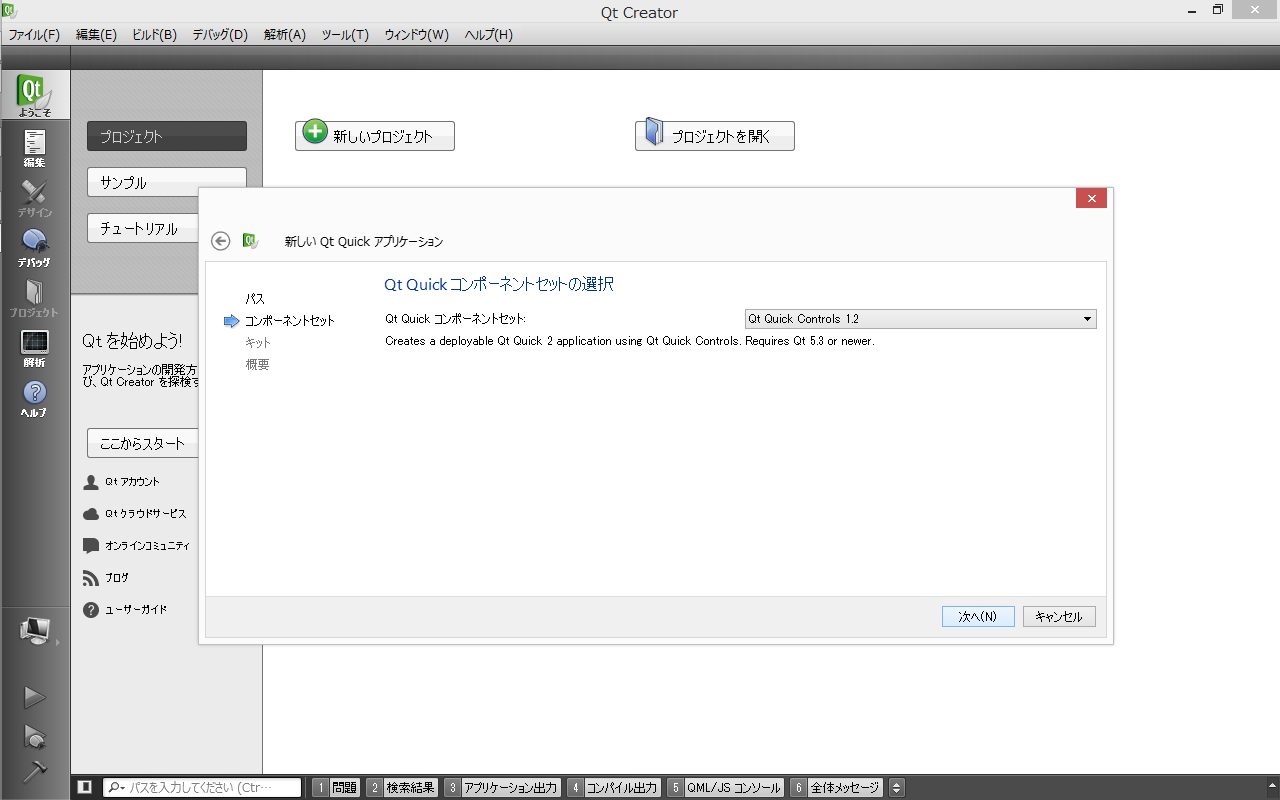 Qt Creator
ファイル(F) 編集(E) ビルド(B) デバッグ(D) 解析(A) ツール(T) ウィンドウ(W) ヘルプ(H)
Qt
ようこそ
編集
デザイン
デバッグ
プロジェクト
解析
ヘルプ
プロジェクト
サンプル
チュートリアル
新しいプロジェクト
プロジェクトを開く
Qt を始めよう!
アプリケーションの開発方
び、Qt Creator を探検す
ここからスタート
Qt アカウント
Qt クラウドサービス
オンラインコミュニティ
ブログ
ユーザーガイド
新しい Qt Quick アプリケーション
パス
コンポーネントセット
キット
概要
Qt Quick コンポーネントセットの選択
Qt Quick コンポーネントセット:
Qt Quick Controls 1.2
Creates a deployable Qt Quick 2 application using Qt Quick Controls. Requires Qt 5.3 or newer.
次へ(N)
キャンセル
パスを入力してください (Ctr…
1 問題
2 検索結果
3 アプリケーション出力
4 コンパイル出力
5 QML/JS コンソール
6 全体メッセージ